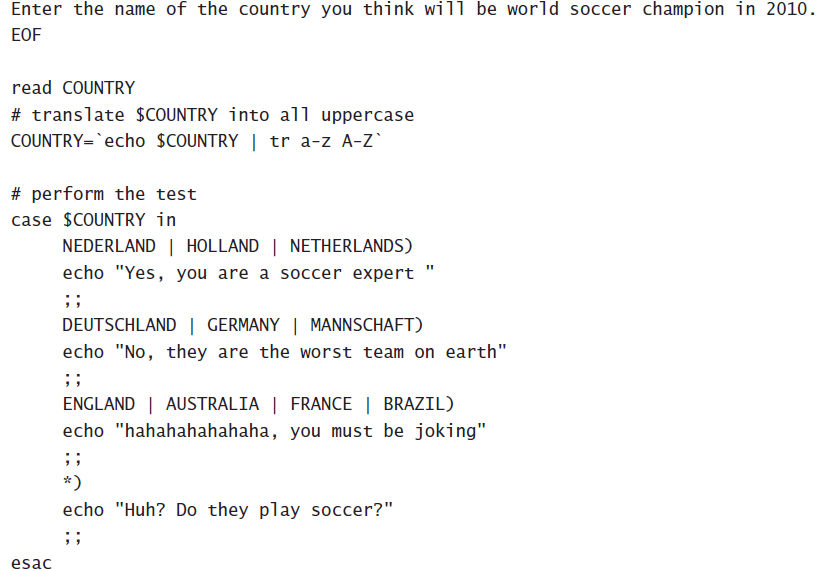 Enter the name of the country you think will be world soccer champion in 2010.
EOF
read COUNTRY
# translate $COUNTRY into all uppercase
COUNTRY=`echo $COUNTRY | tr a-z A-Z`
# perform the test
case $COUNTRY in
NEDERLAND | HOLLAND | NETHERLANDS)
echo "Yes, you are a soccer expert "
;;
DEUTSCHLAND | GERMANY | MANNSCHAFT)
echo "No, they are the worst team on earth"
;;
ENGLAND | AUSTRALIA | FRANCE | BRAZIL)
echo "hahahahahahaha, you must be joking"
;;
*)
echo "Huh? Do they play soccer?"
;;
esac